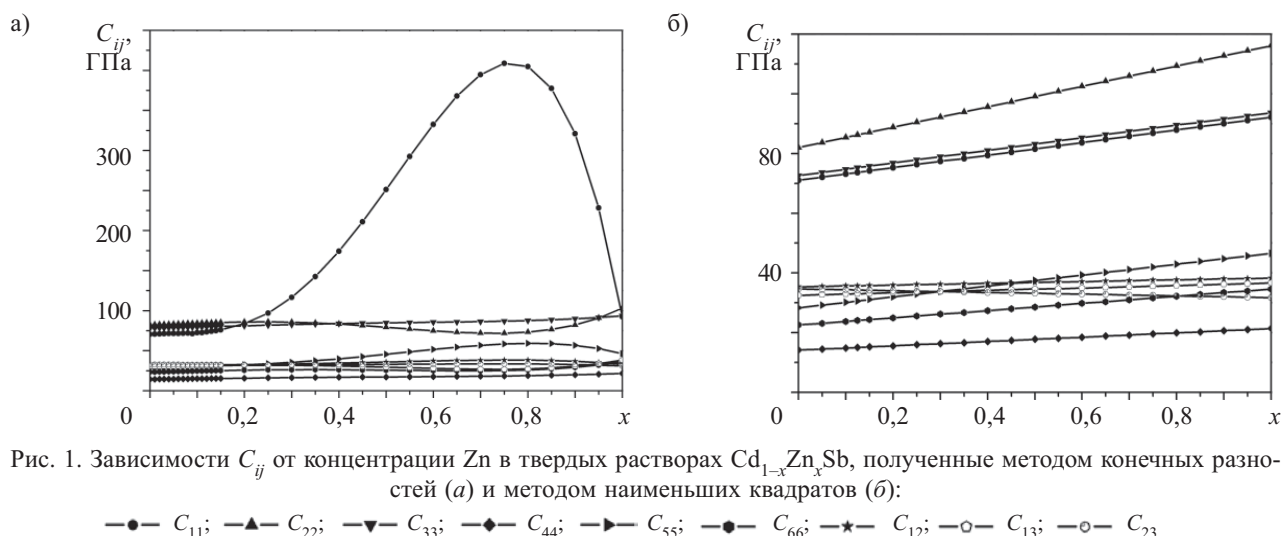 а)
C_ij,
ГПа
300
200
100
0
0,2
0,4
0,6
0,8
x
б)
C_ij,
ГПа
80
40
0
0,2
0,4
0,6
0,8
x
Рис. 1. Зависимости C_ij от концентрации Zn в твердых растворах Cd_1–xZn_xSb, полученные методом конечных разно-
стей (а) и методом наименьших квадратов (б):
C_11; C_22; C_33; C_44; C_55; C_66; C_12; C_13; C_23